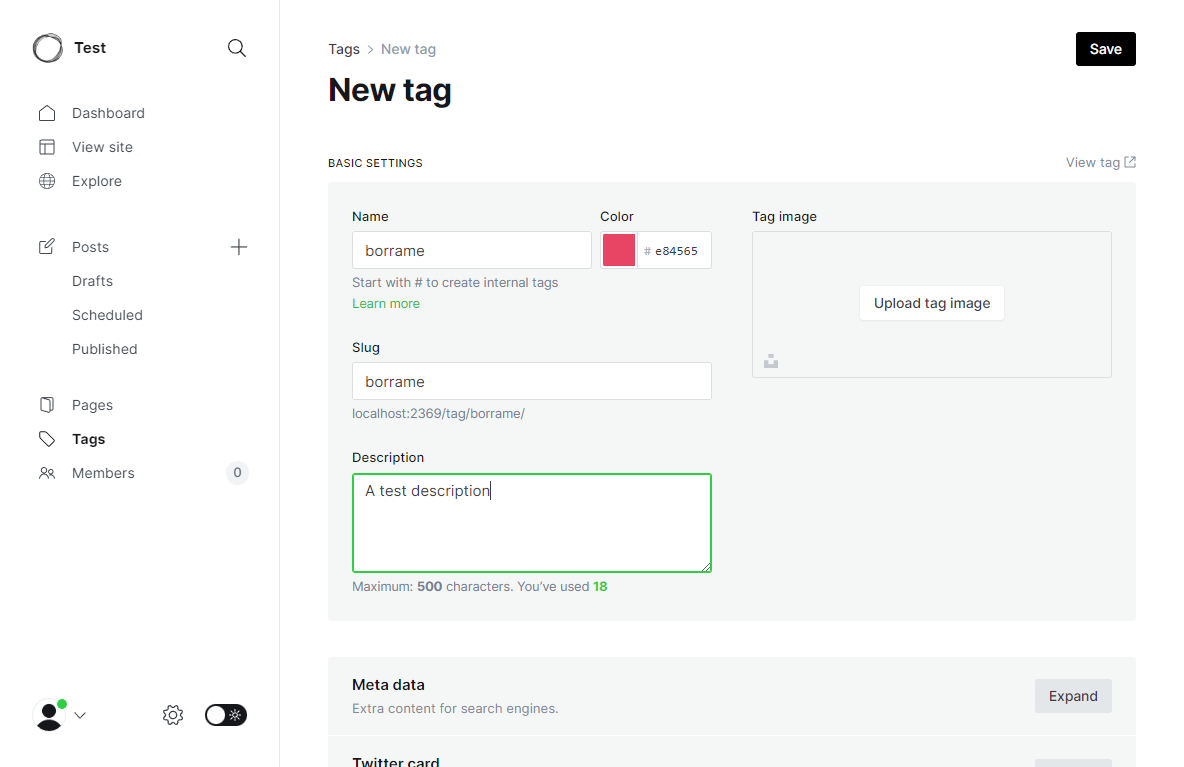 Test
Dashboard
View site
Explore
Posts
Drafts
Scheduled
Published
Pages
Tags
Members 0
Tags > New tag
Save
New tag
BASIC SETTINGS
View tag
Name
borrame
Start with # to create internal tags
Learn more
Color
# e84565
Slug
borrame
localhost:2369/tag/borrame/
Description
A test description
Maximum: 500 characters. You’ve used 18
Tag image
Upload tag image
Meta data
Extra content for search engines.
Expand
Twitter card